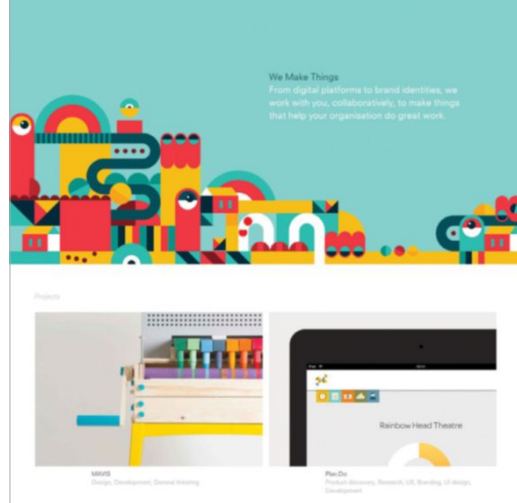 We Make Things
From digital platforms to brand identities, we
work with you, collaboratively, to make things
that help your organisation do great work.
Projects
Rainbow Head Theatre
MAVIS
Design, Development, General tinkering
Plan.Do
Product discovery, Research, UX, Branding, UI design,
Development